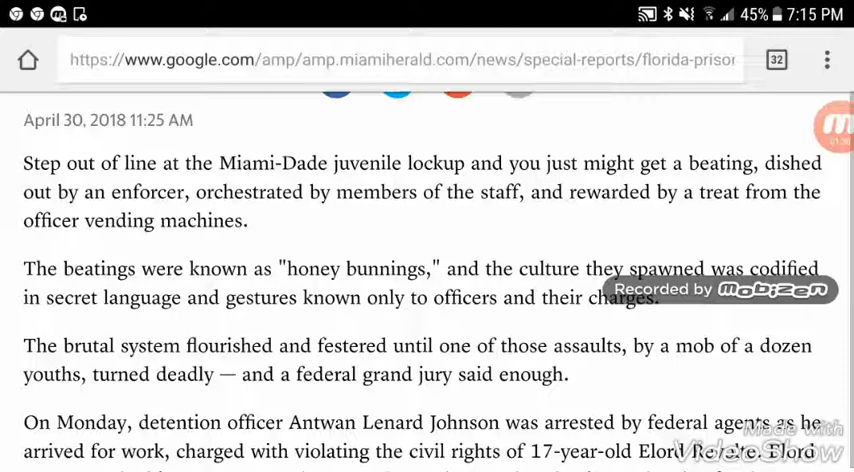 45% 7:15 PM
https://www.google.com/amp/amp.miamiherald.com/news/special-reports/florida-prisor
32
April 30, 2018 11:25 AM
Step out of line at the Miami-Dade juvenile lockup and you just might get a beating, dished
out by an enforcer, orchestrated by members of the staff, and rewarded by a treat from the
officer vending machines.
The beatings were known as "honey bunnings," and the culture they spawned was codified
in secret language and gestures known only to officers and their charges.
Recorded by mobizen
The brutal system flourished and festered until one of those assaults, by a mob of a dozen
youths, turned deadly — and a federal grand jury said enough.
On Monday, detention officer Antwan Lenard Johnson was arrested by federal agents as he
Made with
arrived for work, charged with violating the civil rights of 17-year-old Elord Revolte. Elord
VideoShow